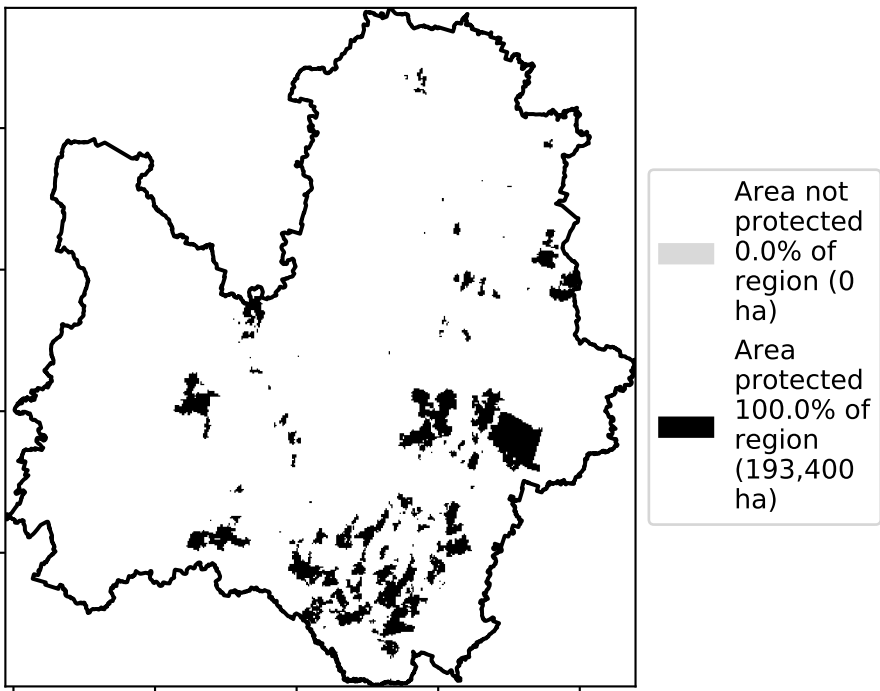 Area not
protected
0.0% of
region (0
ha)
Area
protected
100.0% of
region
(193,400
ha)